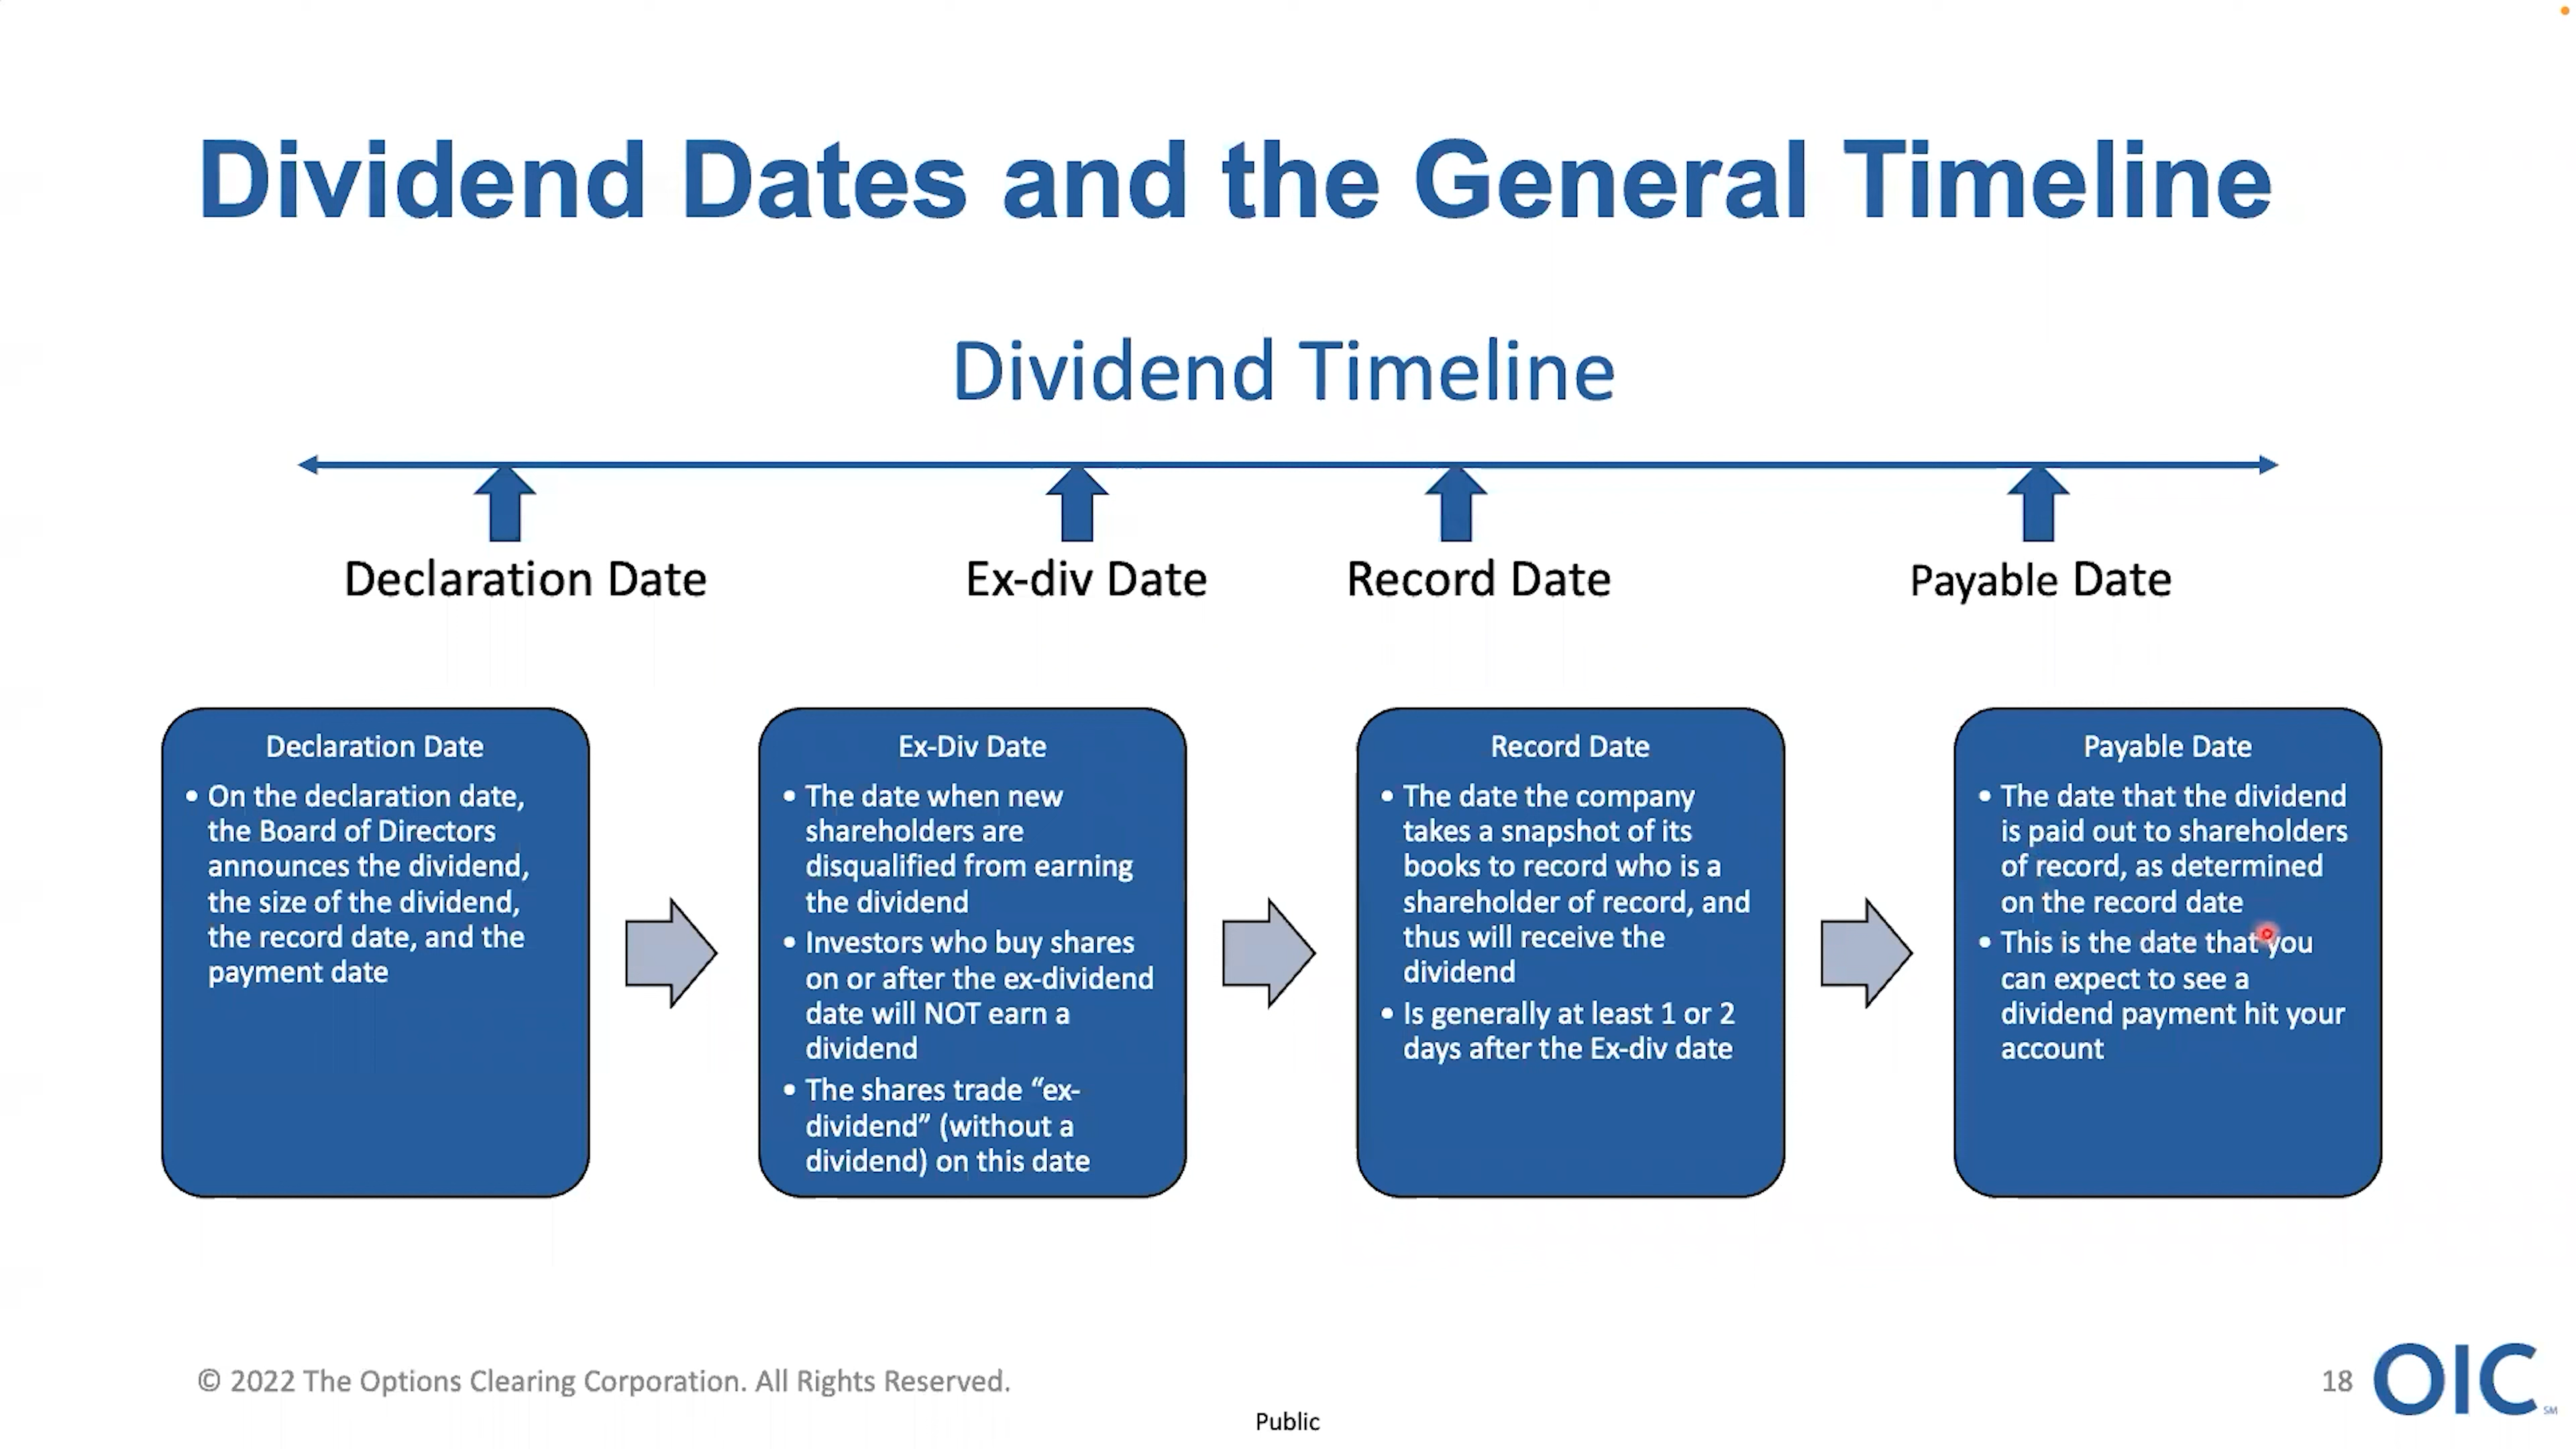 Dividend Dates and the General Timeline
Dividend Timeline
Declaration Date
Ex-div Date
Record Date
Payable Date
Declaration Date
• On the declaration date,
the Board of Directors
announces the dividend,
the size of the dividend,
the record date, and the
payment date
Ex-Div Date
• The date when new
shareholders are
disqualified from earning
the dividend
• Investors who buy shares
on or after the ex-dividend
date will NOT earn a
dividend
• The shares trade “ex-
dividend” (without a
dividend) on this date
Record Date
• The date the company
takes a snapshot of its
books to record who is a
shareholder of record, and
thus will receive the
dividend
• Is generally at least 1 or 2
days after the Ex-div date
Payable Date
• The date that the dividend
is paid out to shareholders
of record, as determined
on the record date
• This is the date that you
can expect to see a
dividend payment hit your
account
© 2022 The Options Clearing Corporation. All Rights Reserved.
18
OIC SM
Public